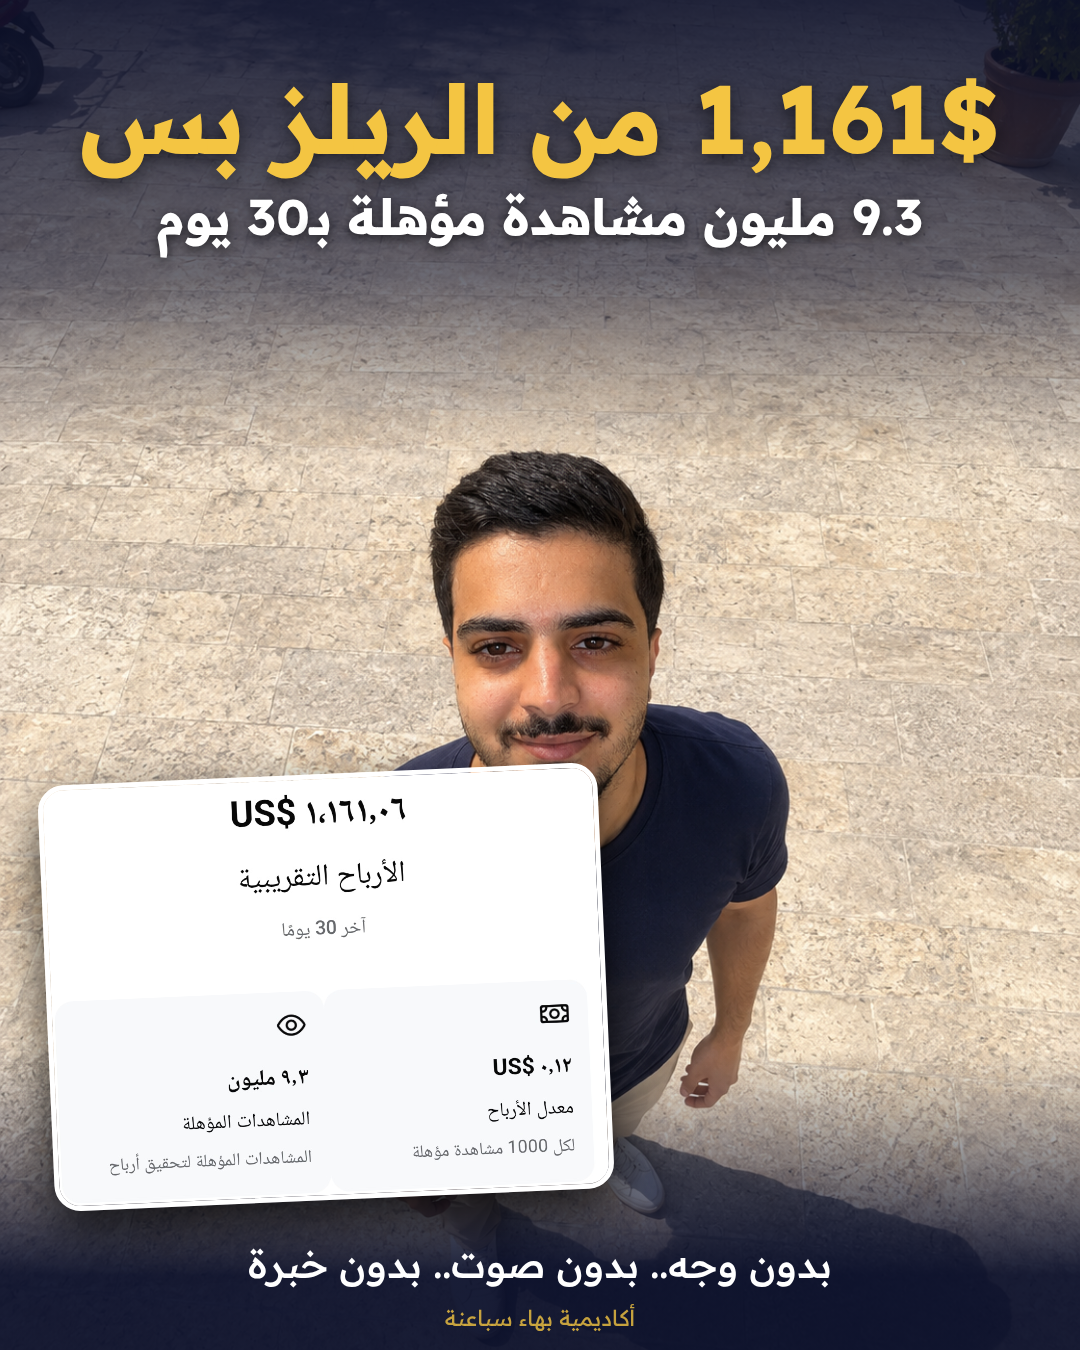 $1,161 من الريلز بس
9.3 مليون مشاهدة مؤهلة بـ30 يوم
US$ ١،١٦١,٠٦
الأرباح التقريبية
آخر 30 يومًا
US$ ٠,١٢
معدل الأرباح
لكل 1000 مشاهدة مؤهلة
٩,٣ مليون
المشاهدات المؤهلة
المشاهدات المؤهلة لتحقيق أرباح
بدون وجه.. بدون صوت.. بدون خبرة
أكاديمية بهاء سباعنة